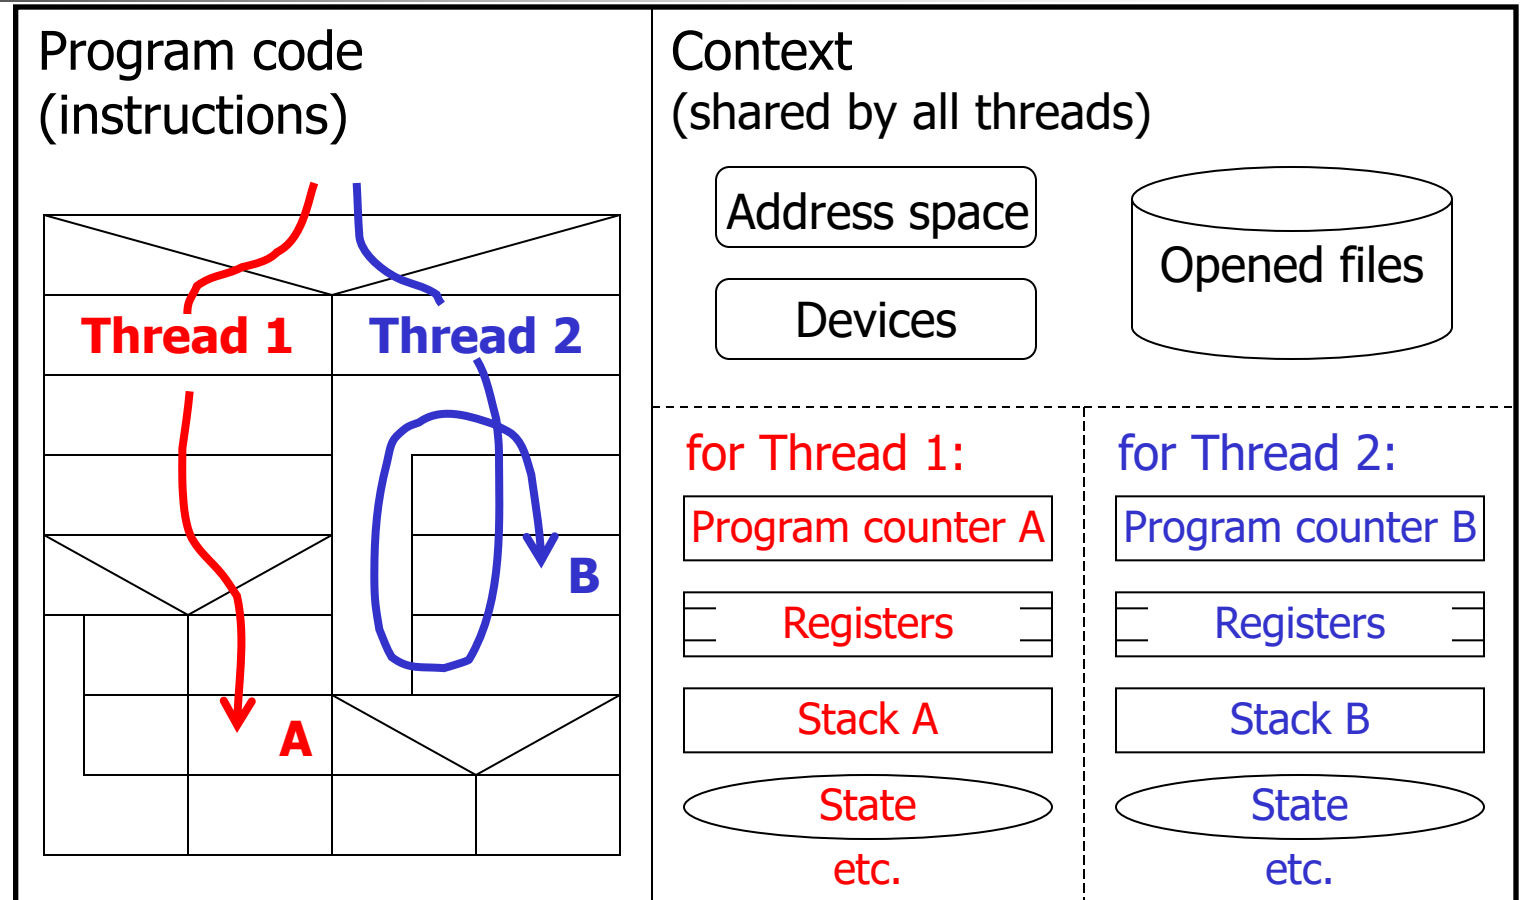 Program code
(instructions)
Thread 1
Thread 2
B
A
Context
(shared by all threads)
Address space
Opened files
Devices
for Thread 1:
Program counter A
Registers
Stack A
State
etc.
for Thread 2:
Program counter B
Registers
Stack B
State
etc.